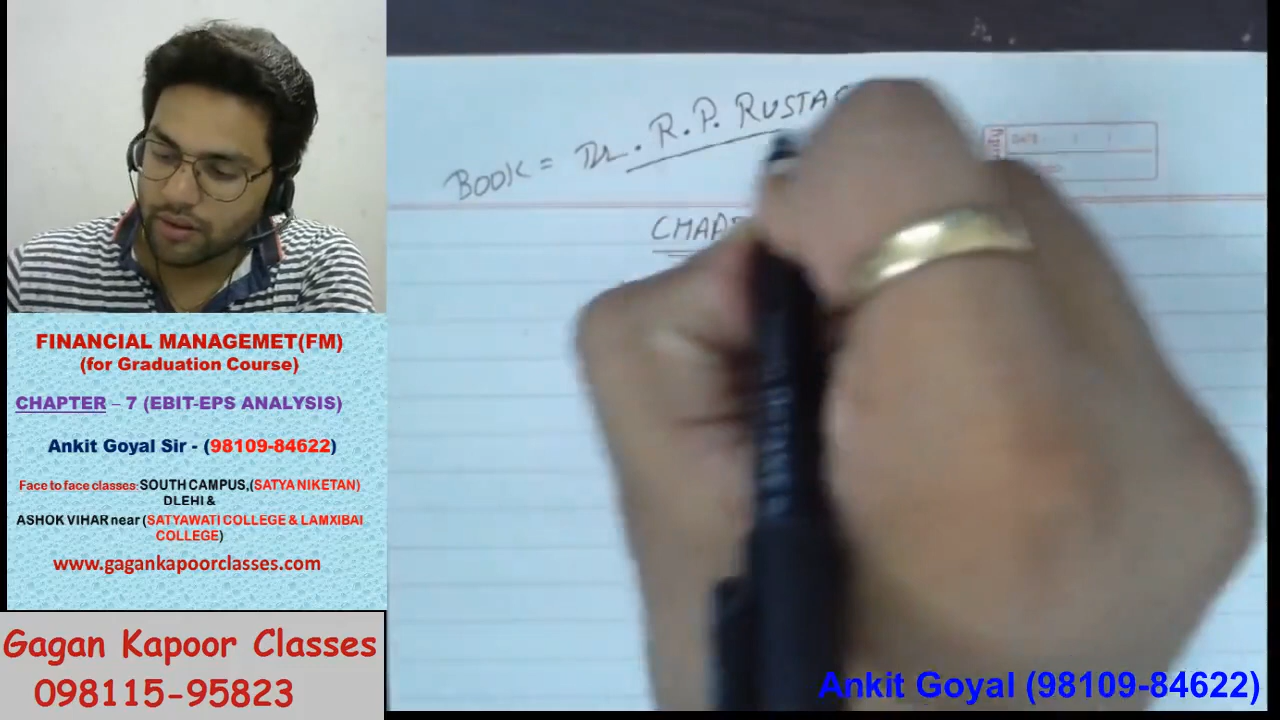 BOOK = Dr. R.P. RUSTAG
DATE
FINANCIAL MANAGEMET(FM)
(for Graduation Course)
CHAPTER – 7 (EBIT-EPS ANALYSIS)
Ankit Goyal Sir - (98109-84622)
Face to face classes: SOUTH CAMPUS,(SATYA NIKETAN)
DLEHI &
ASHOK VIHAR near (SATYAWATI COLLEGE & LAMXIBAI
COLLEGE)
www.gagankapoorclasses.com
Gagan Kapoor Classes
098115-95823
Ankit Goyal (98109-84622)